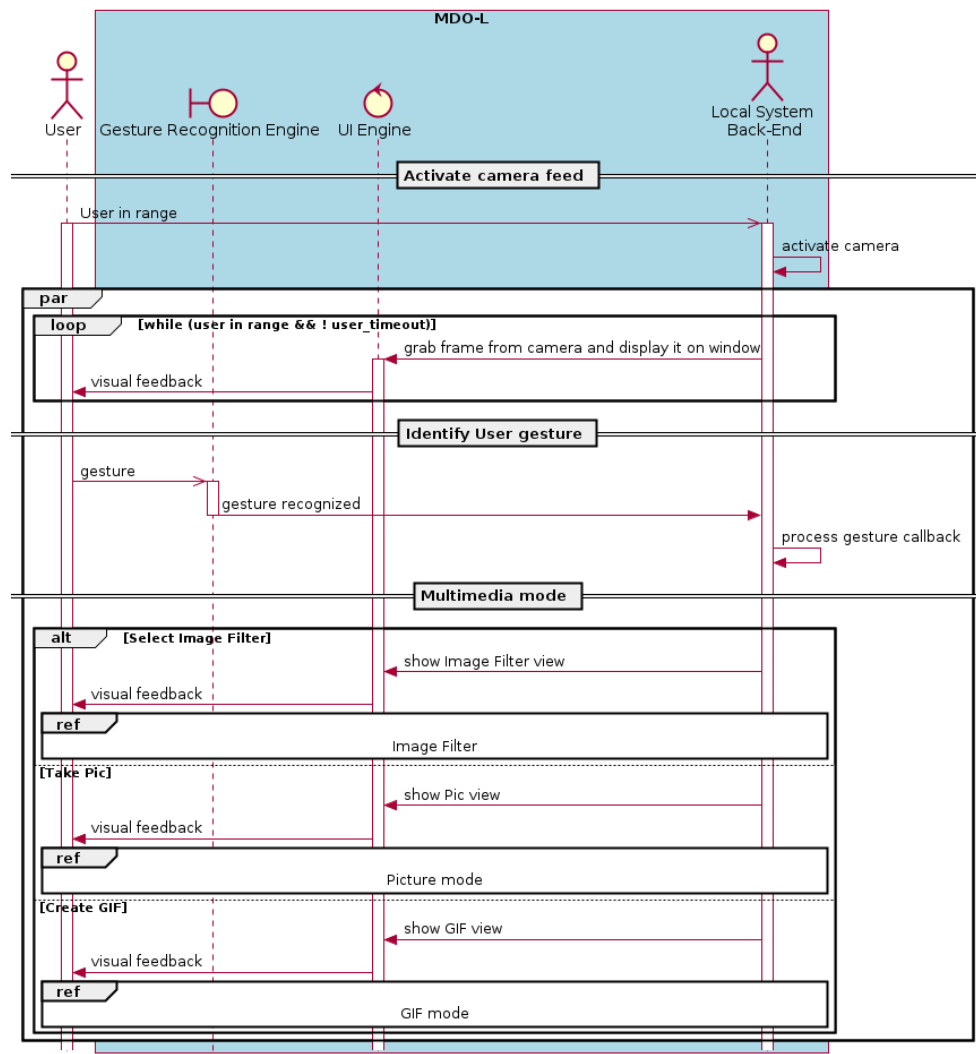 MDO-L
User
Gesture Recognition Engine
UI Engine
Local System
Back-End
Activate camera feed
User in range
activate camera
par
loop
[while (user in range && ! user_timeout)]
grab frame from camera and display it on window
visual feedback
Identify User gesture
gesture
gesture recognized
process gesture callback
Multimedia mode
alt
[Select Image Filter]
show Image Filter view
visual feedback
ref
Image Filter
[Take Pic]
show Pic view
visual feedback
ref
Picture mode
[Create GIF]
show GIF view
visual feedback
ref
GIF mode